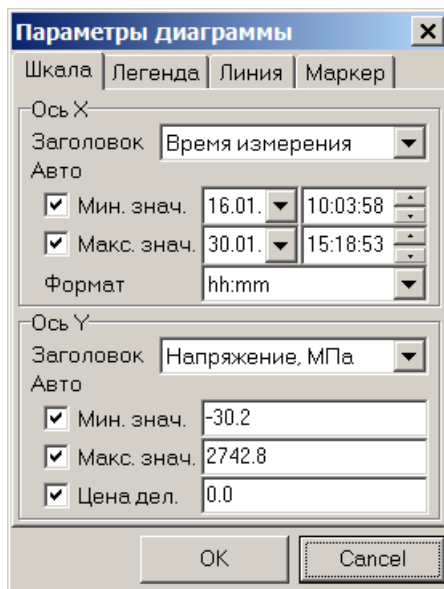 Параметры диаграммы
Шкала Легенда Линия Маркер
Ось X
Заголовок Время измерения
Авто
Мин. знач. 16.01. 10:03:58
Макс. знач. 30.01. 15:18:53
Формат hh:mm
Ось Y
Заголовок Напряжение, МПа
Авто
Мин. знач. -30.2
Макс. знач. 2742.8
Цена дел. 0.0
OK Cancel